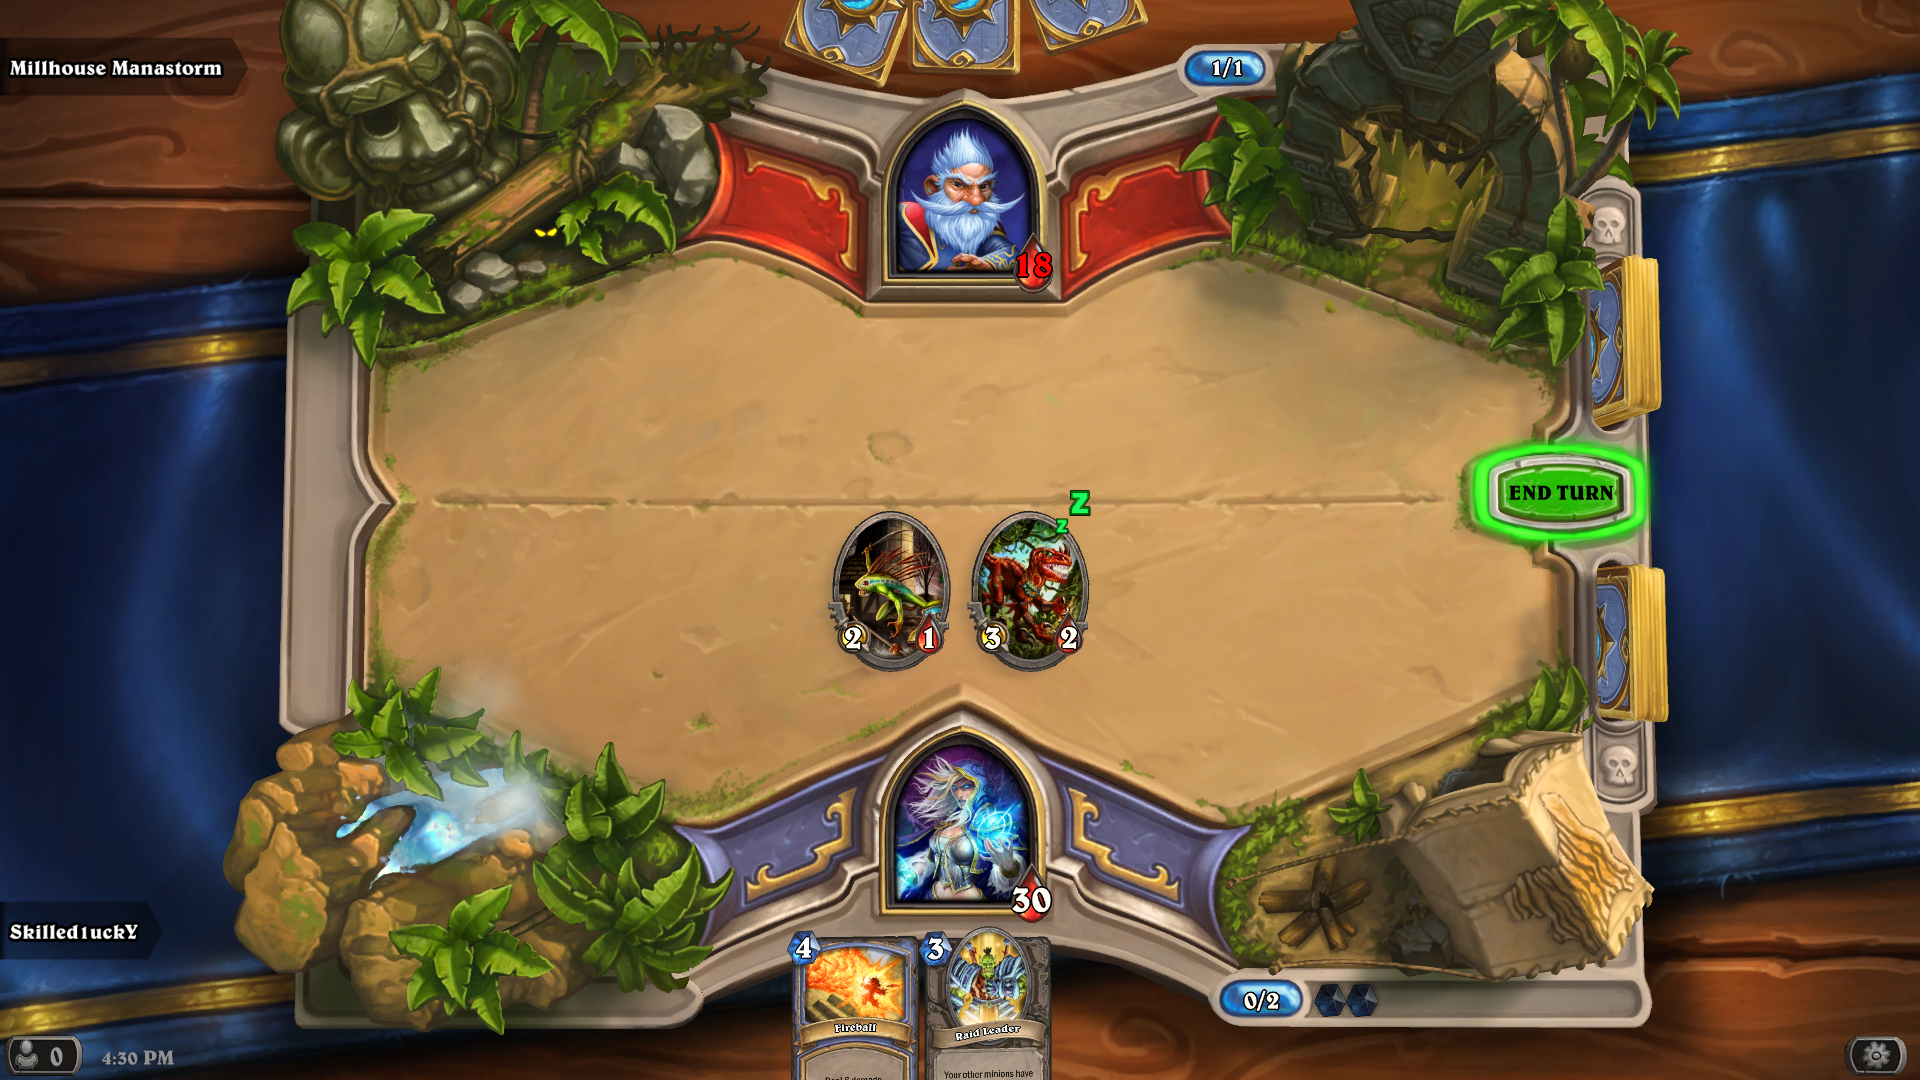 Millhouse Manastorm
1/1
18
END TURN
Z
z
2
1
3
2
30
Skilled1uckY
4
Fireball
3
Raid Leader
Your other minions have
0/2
0
4:30 PM